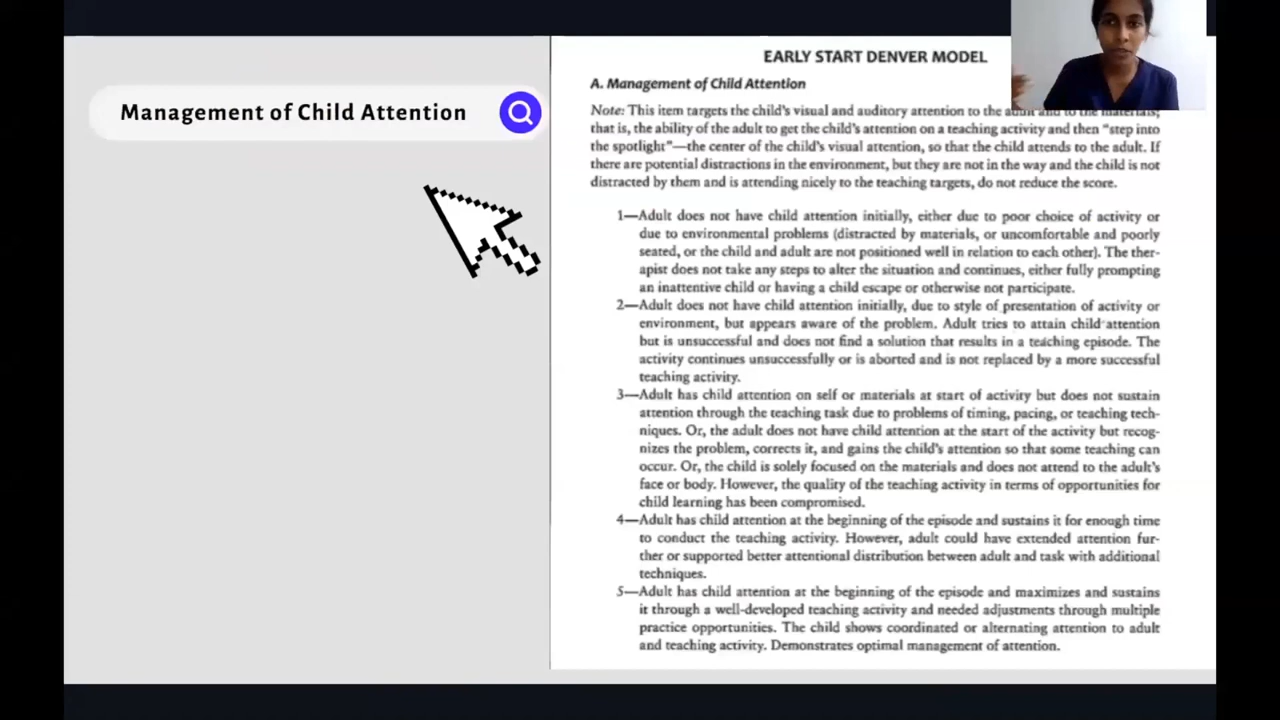 Management of Child Attention
EARLY START DENVER MODEL
A. Management of Child Attention
Note: This item targets the child's visual and auditory attention to the adult and to the materials;
that is, the ability of the adult to get the child's attention on a teaching activity and then "step into
the spotlight"—the center of the child's visual attention, so that the child attends to the adult. If
there are potential distractions in the environment, but they are not in the way and the child is not
distracted by them and is attending nicely to the teaching targets, do not reduce the score.
1—Adult does not have child attention initially, either due to poor choice of activity or
due to environmental problems (distracted by materials, or uncomfortable and poorly
seated, or the child and adult are not positioned well in relation to each other). The ther-
apist does not take any steps to alter the situation and continues, either fully prompting
an inattentive child or having a child escape or otherwise not participate.
2—Adult does not have child attention initially, due to style of presentation of activity or
environment, but appears aware of the problem. Adult tries to attain child attention
but is unsuccessful and does not find a solution that results in a teaching episode. The
activity continues unsuccessfully or is aborted and is not replaced by a more successful
teaching activity.
3—Adult has child attention on self or materials at start of activity but does not sustain
attention through the teaching task due to problems of timing, pacing, or teaching tech-
niques. Or, the adult does not have child attention at the start of the activity but recog-
nizes the problem, corrects it, and gains the child's attention so that some teaching can
occur. Or, the child is solely focused on the materials and does not attend to the adult's
face or body. However, the quality of the teaching activity in terms of opportunities for
child learning has been compromised.
4—Adult has child attention at the beginning of the episode and sustains it for enough time
to conduct the teaching activity. However, adult could have extended attention fur-
ther or supported better attentional distribution between adult and task with additional
techniques.
5—Adult has child attention at the beginning of the episode and maximizes and sustains
it through a well-developed teaching activity and needed adjustments through multiple
practice opportunities. The child shows coordinated or alternating attention to adult
and teaching activity. Demonstrates optimal management of attention.